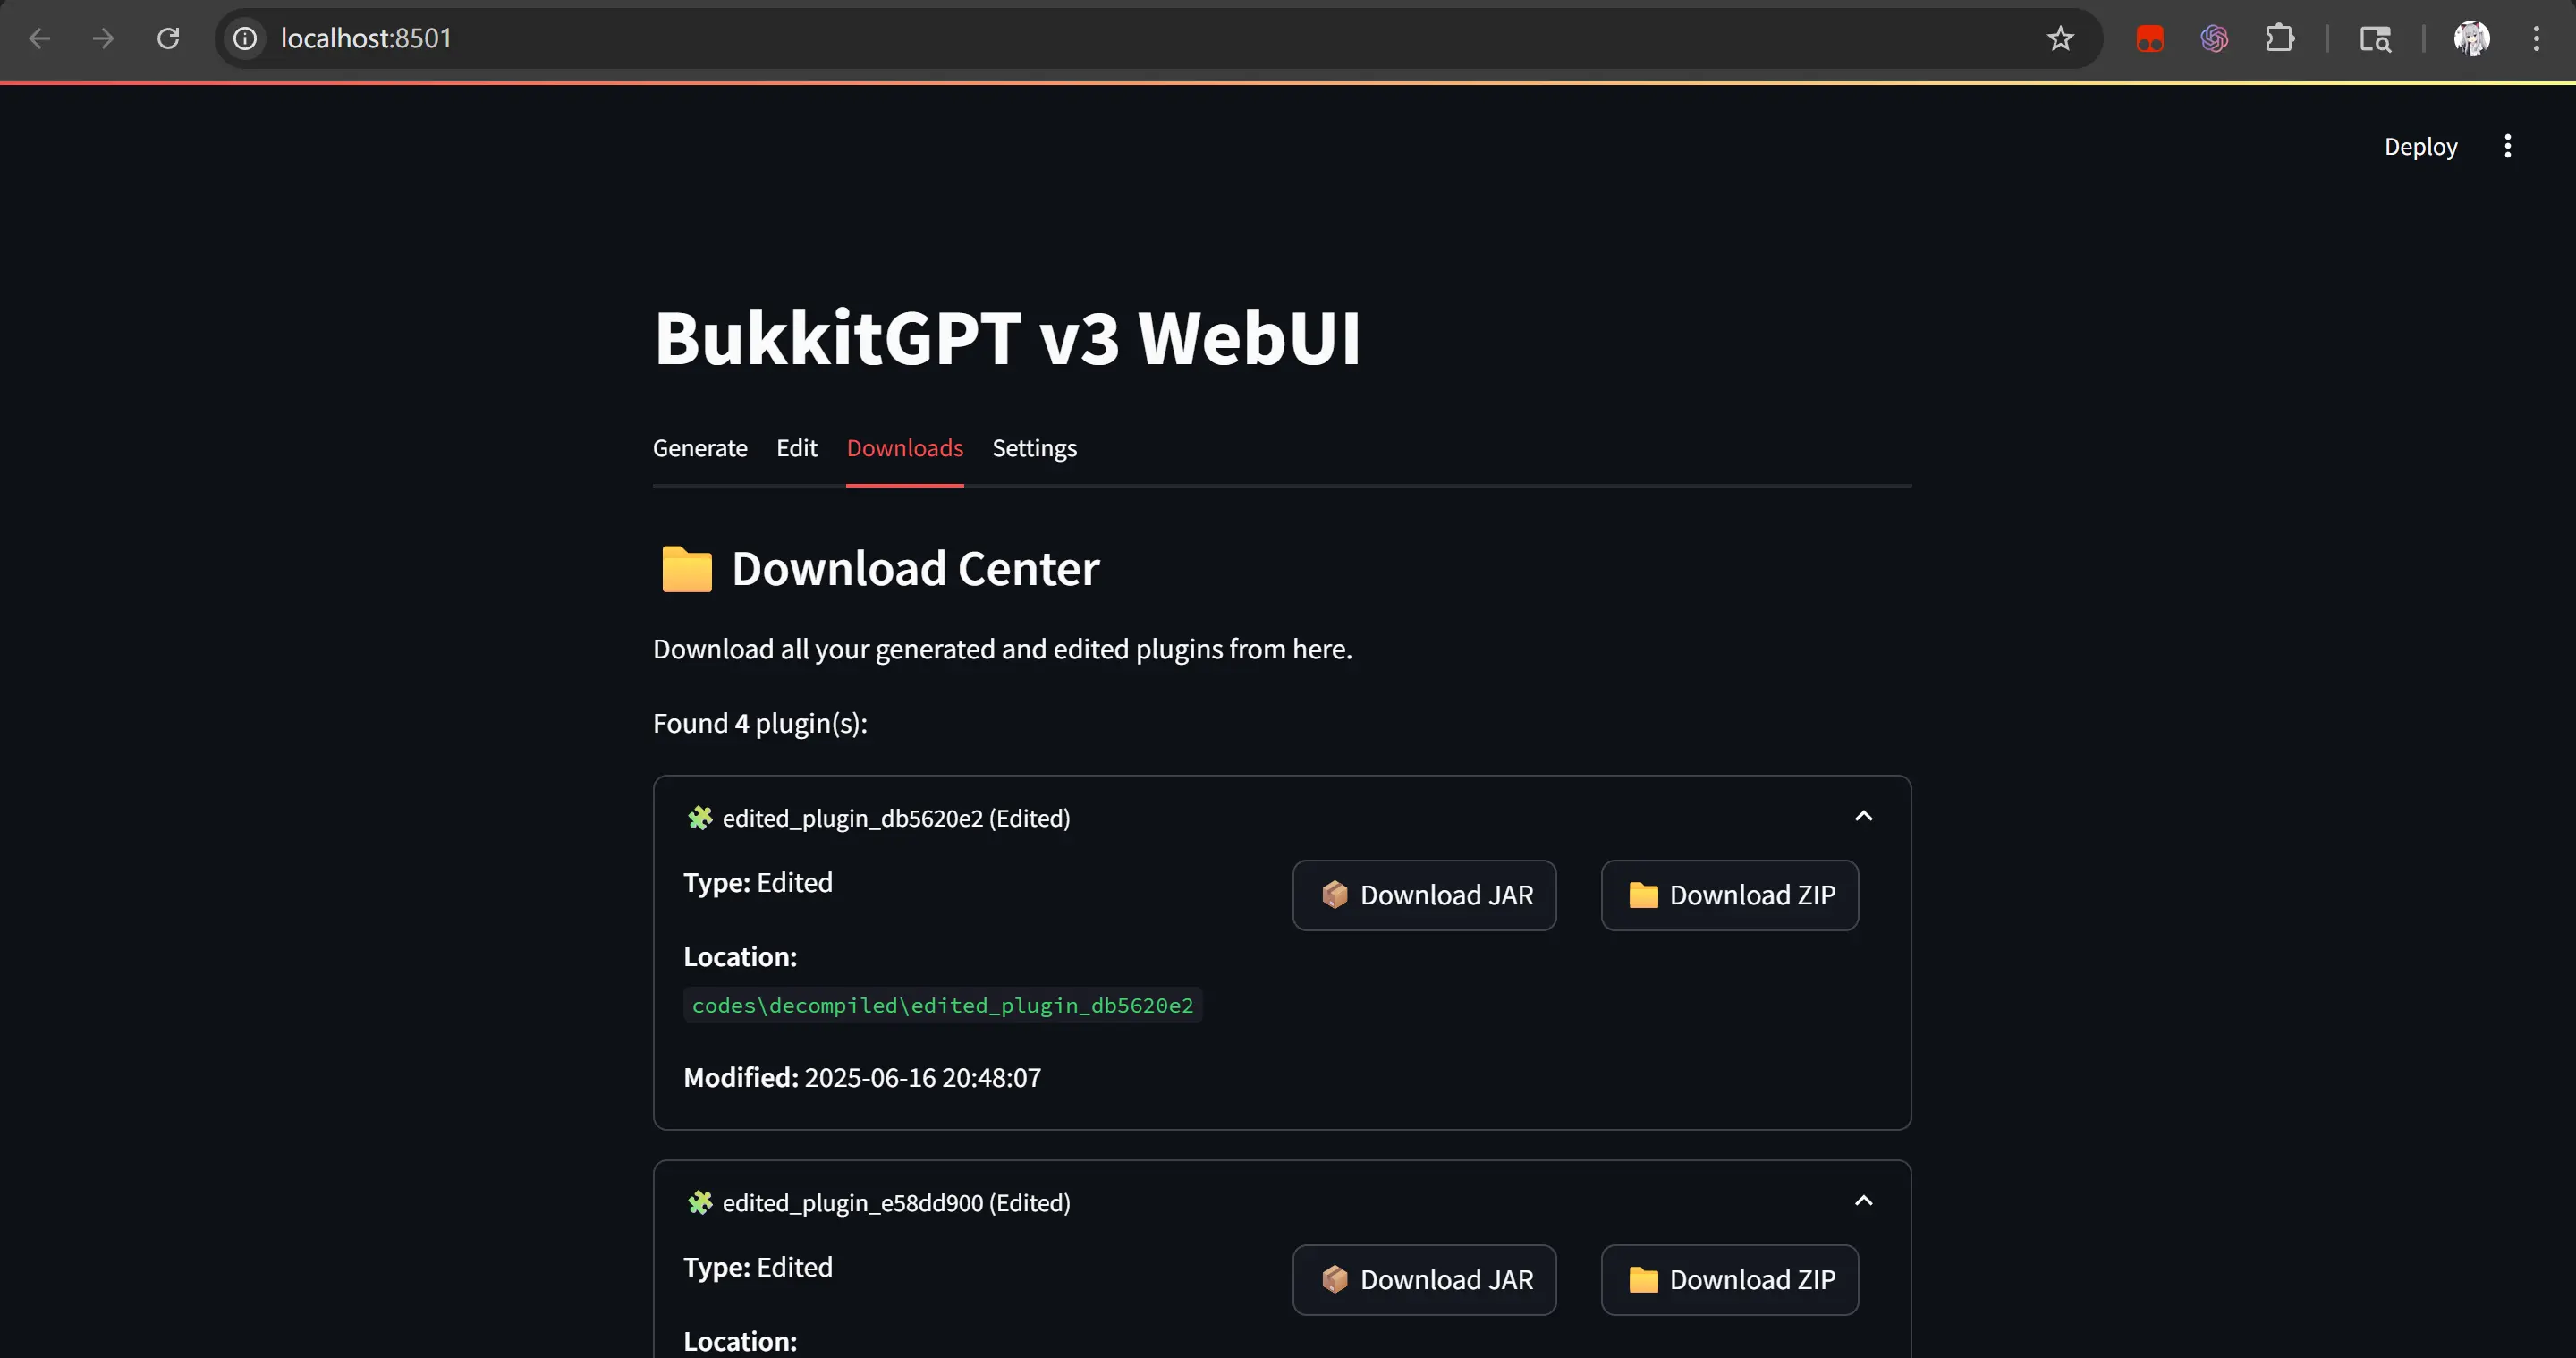 localhost:8501
Deploy
BukkitGPT v3 WebUI
Generate Edit Downloads Settings
Download Center
Download all your generated and edited plugins from here.
Found 4 plugin(s):
edited_plugin_db5620e2 (Edited)
Type: Edited
Download JAR
Download ZIP
Location:
codes\decompiled\edited_plugin_db5620e2
Modified: 2025-06-16 20:48:07
edited_plugin_e58dd900 (Edited)
Type: Edited
Download JAR
Download ZIP
Location: